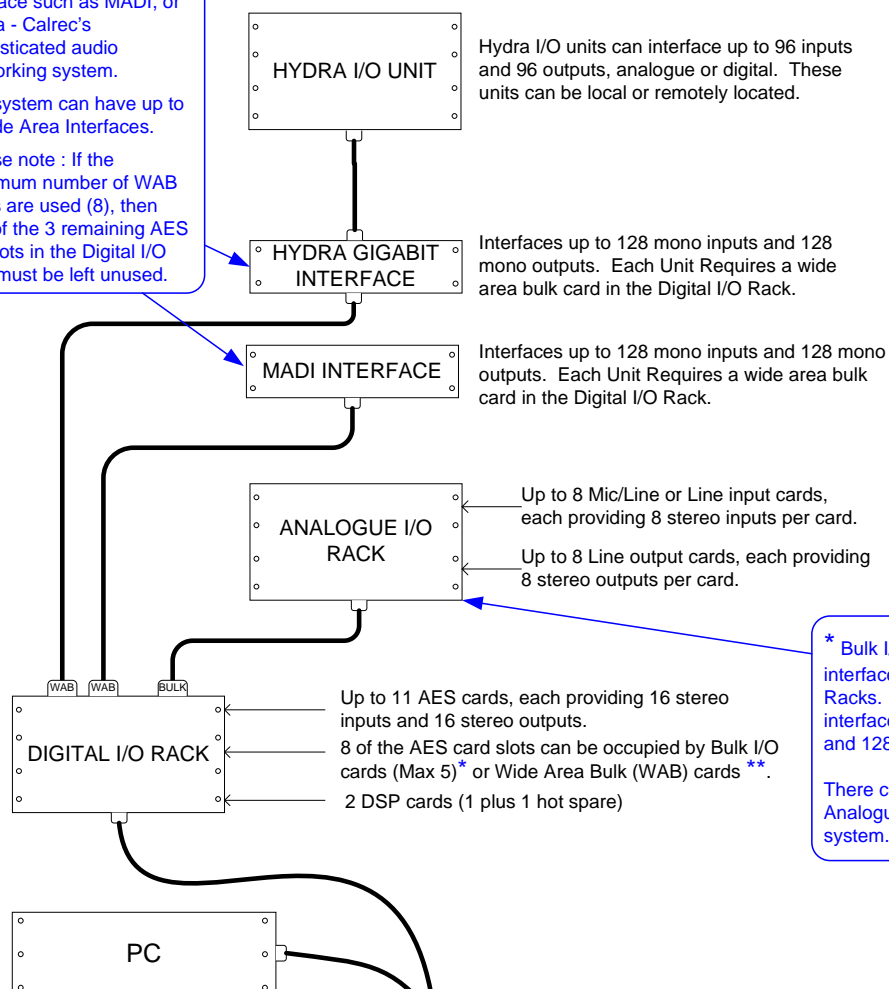 ace such as MADI, or
a - Calrec's
sticated audio
orking system.
system can have up to
de Area Interfaces.
se note : If the
mum number of WAB
s are used (8), then
of the 3 remaining AES
ots in the Digital I/O
must be left unused.
HYDRA I/O UNIT
Hydra I/O units can interface up to 96 inputs
and 96 outputs, analogue or digital. These
units can be local or remotely located.
HYDRA GIGABIT
INTERFACE
Interfaces up to 128 mono inputs and 128
mono outputs. Each Unit Requires a wide
area bulk card in the Digital I/O Rack.
MADI INTERFACE
Interfaces up to 128 mono inputs and 128 mono
outputs. Each Unit Requires a wide area bulk
card in the Digital I/O Rack.
ANALOGUE I/O
RACK
Up to 8 Mic/Line or Line input cards,
each providing 8 stereo inputs per card.
Up to 8 Line output cards, each providing
8 stereo outputs per card.
* Bulk I/
interface
Racks.
interface
and 128
There c
Analogu
system.
WAB
WAB
BULK
DIGITAL I/O RACK
Up to 11 AES cards, each providing 16 stereo
inputs and 16 stereo outputs.
8 of the AES card slots can be occupied by Bulk I/O
cards (Max 5)* or Wide Area Bulk (WAB) cards **.
2 DSP cards (1 plus 1 hot spare)
PC